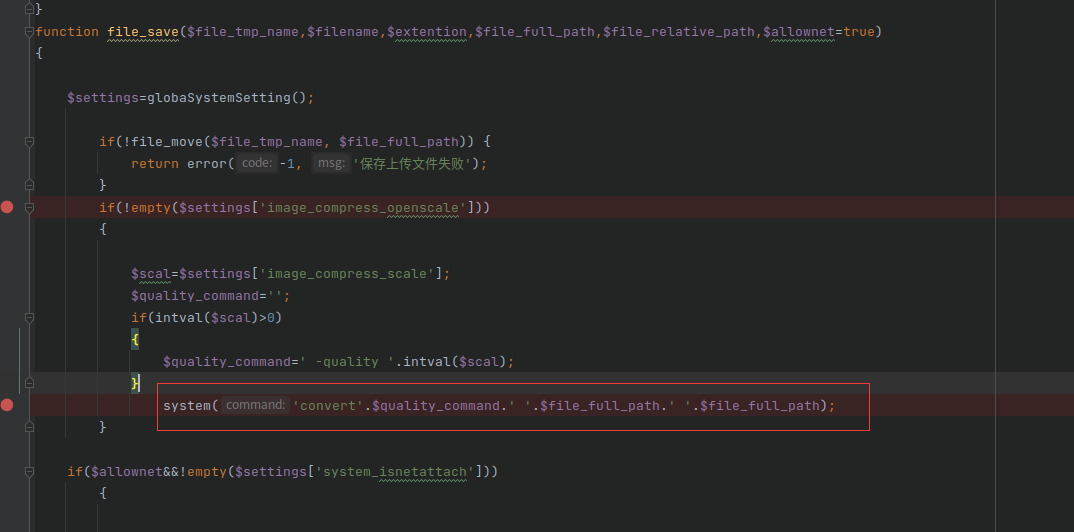 }
function file_save($file_tmp_name,$filename,$extention,$file_full_path,$file_relative_path,$allownet=true)
{
$settings=globaSystemSetting();
if(!file_move($file_tmp_name, $file_full_path)) {
return error( code: -1, msg: '保存上传文件失败');
}
if(!empty($settings['image_compress_openscale']))
{
$scal=$settings['image_compress_scale'];
$quality_command='';
if(intval($scal)>0)
{
$quality_command=' -quality '.intval($scal);
}
system( command: 'convert'.$quality_command.' '.$file_full_path.' '.$file_full_path);
}
if($allownet&&!empty($settings['system_isnetattach']))
{